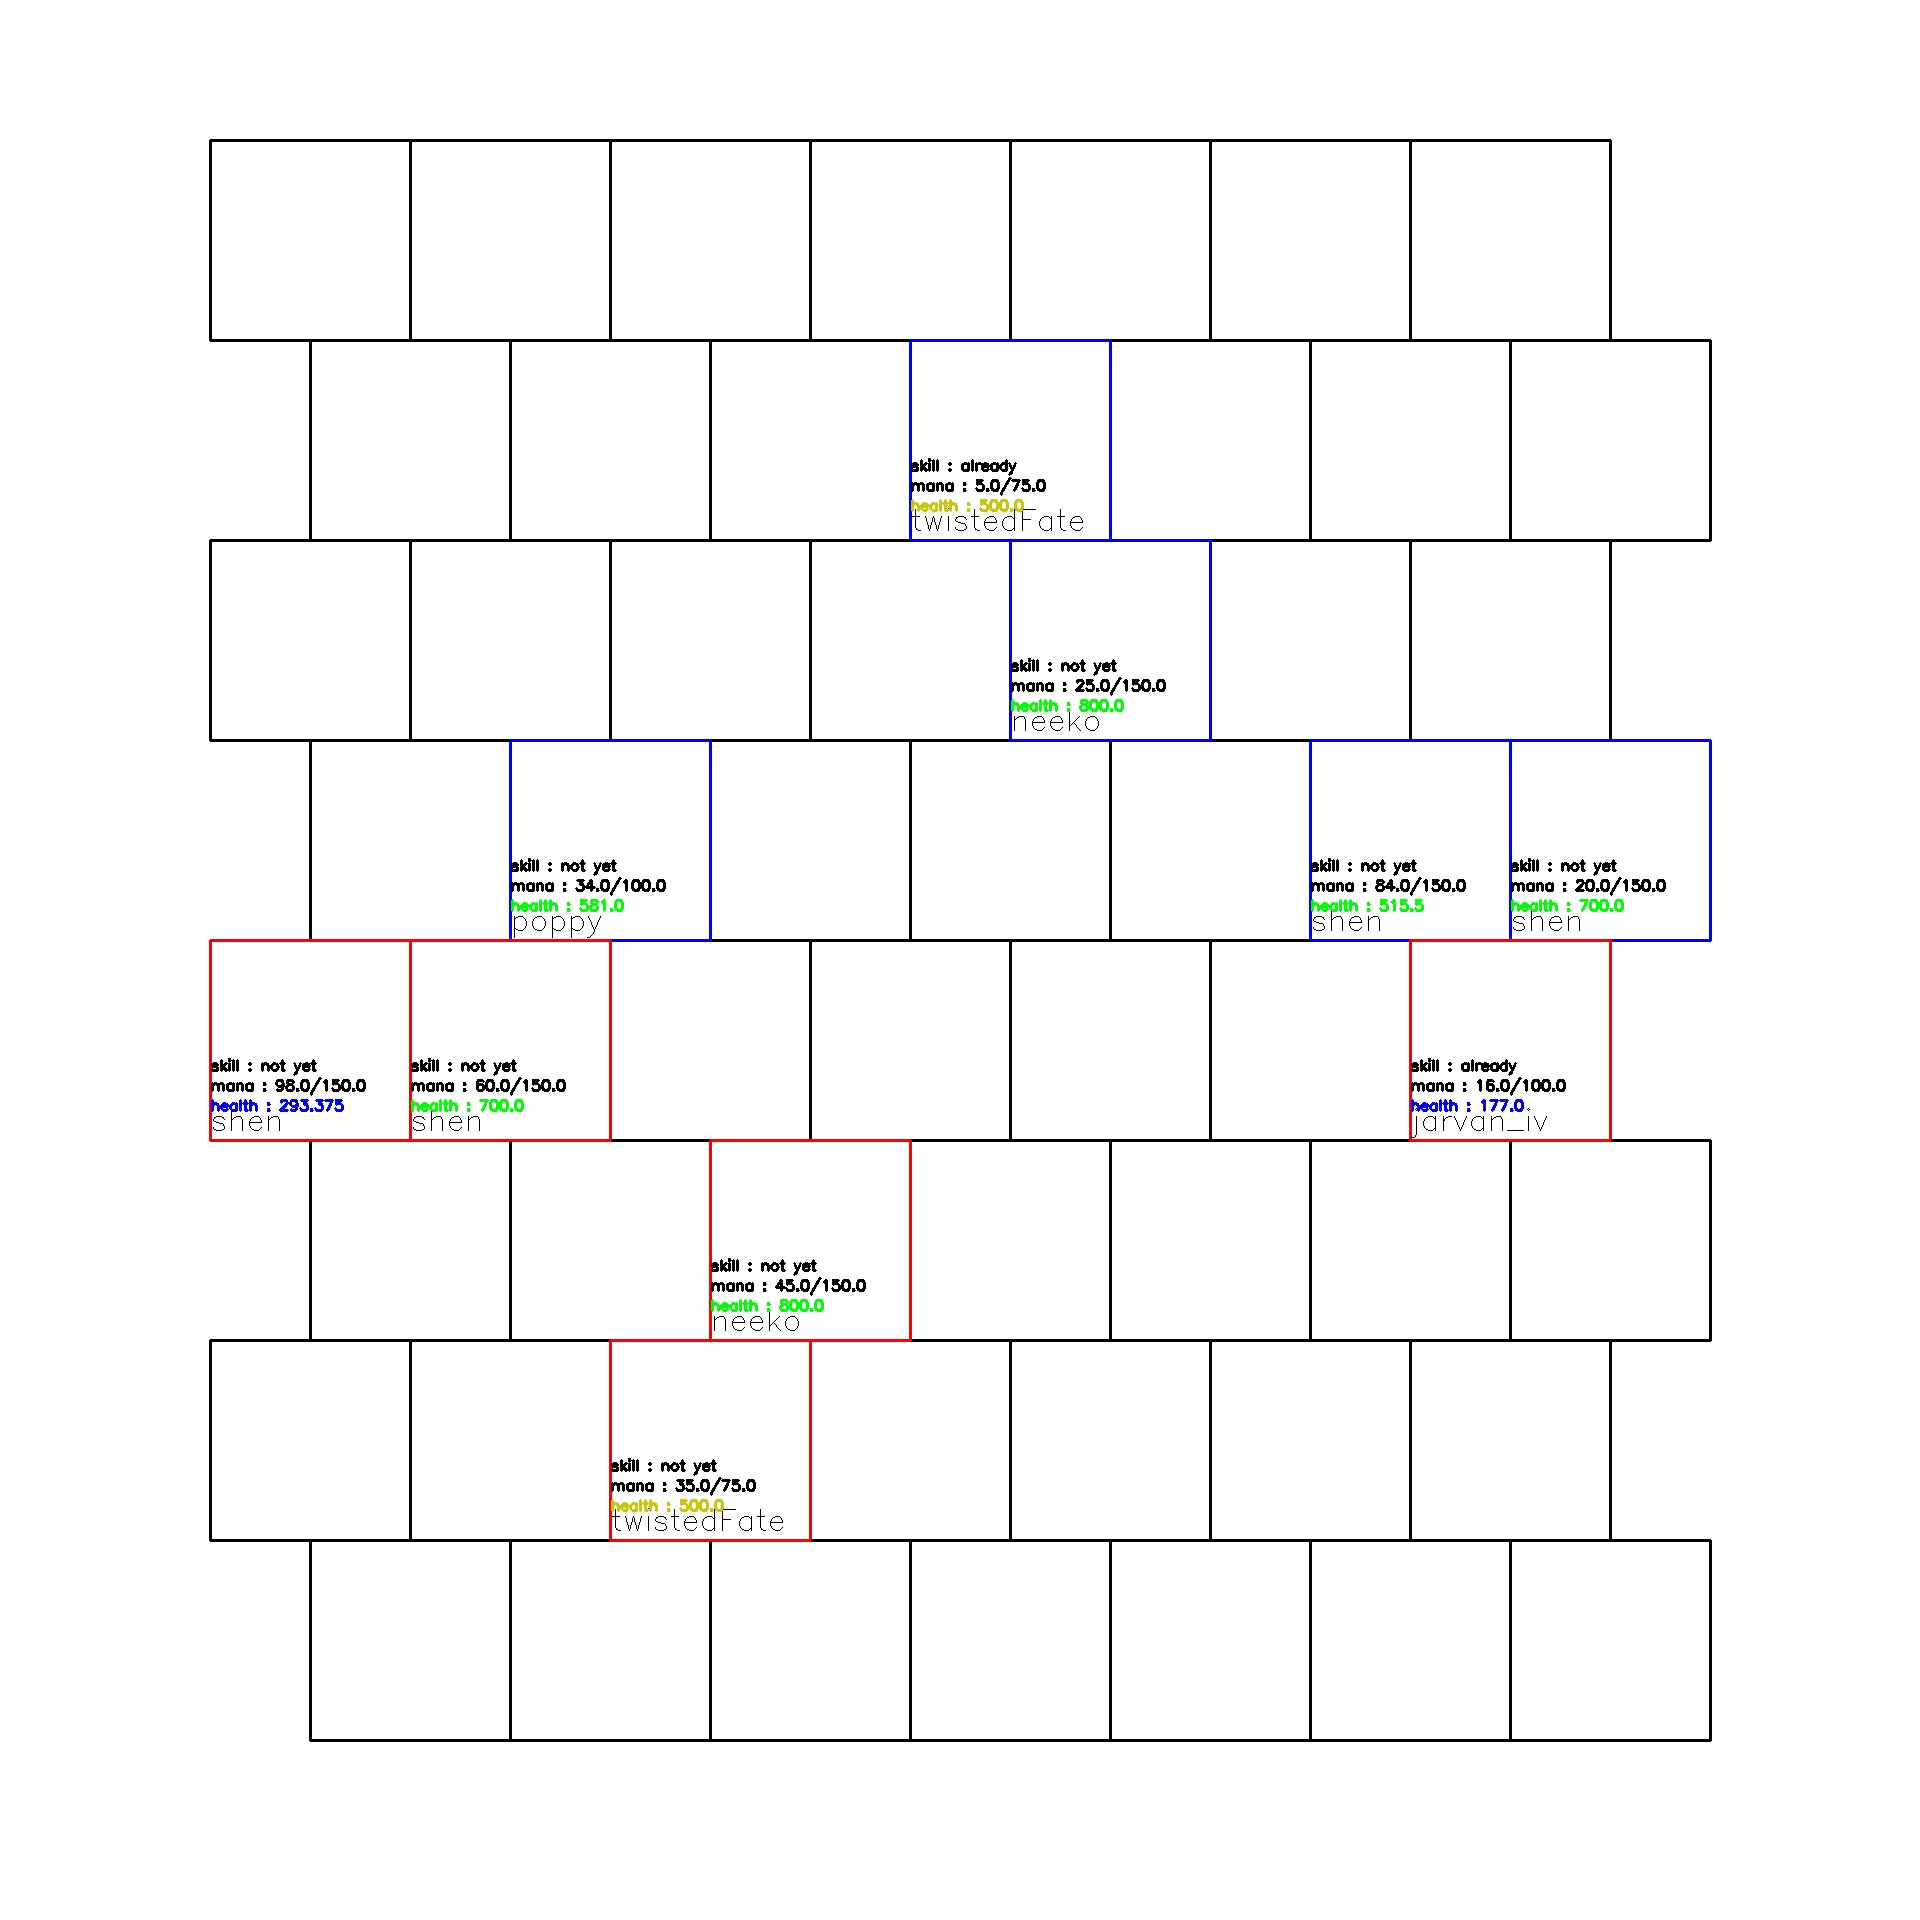 skill : already
mana : 5.0/75.0
health : 500.0
twistedFate
skill : not yet
mana : 25.0/150.0
health : 800.0
neeko
skill : not yet
mana : 34.0/100.0
health : 581.0
poppy
skill : not yet
mana : 84.0/150.0
health : 515.5
shen
skill : not yet
mana : 20.0/150.0
health : 700.0
shen
skill : not yet
mana : 98.0/150.0
health : 293.375
shen
skill : not yet
mana : 60.0/150.0
health : 700.0
shen
skill : already
mana : 16.0/100.0
health : 177.0
jarvan_iv
skill : not yet
mana : 45.0/150.0
health : 800.0
neeko
skill : not yet
mana : 35.0/75.0
health : 500.0
twistedFate